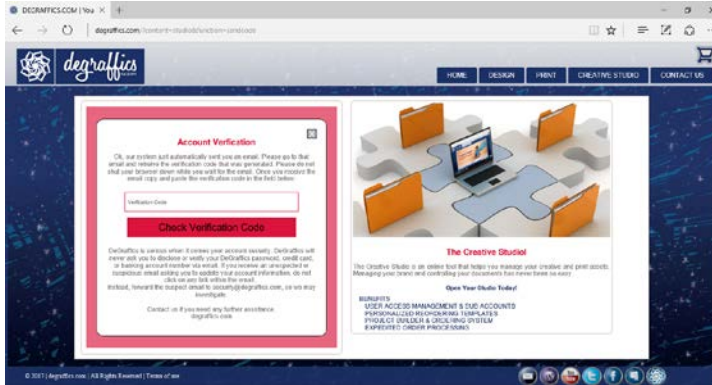 DEGRAFFICS.COM | You
degraffics.com/?content=studio&function=sendcode
degraffics
HOME
DESIGN
PRINT
CREATIVE STUDIO
CONTACT US
Account Verfication
Ok, our system just automatically sent you an email. Please go to that
email and retreive the verification code that was generated. Please do not
shut your browser down while you wait for the email. Once you receive the
email copy and paste the verification code in the field below.
Verification Code
Check Verification Code
DeGraffics is serious when it comes your account security. DeGraffics will
never ask you to disclose or verify your DeGraffics password, credit card,
or banking account number via email. If you receive an unexpected or
suspicious email asking you to update your account information, do not
click on any link within the email.
Instead, forward the suspect email to security@degraffics.com, so we may
investigate.
Contact us if you need any further assistance.
degraffics.com
The Creative Studio!
The Creative Studio is an online tool that helps you manage your creative and print assets.
Managing your brand and controlling your documents has never been so easy.
Open Your Studio Today!
BENEFITS
USER ACCESS MANAGEMENT & SUB ACCOUNTS
PERSONALIZED REORDERING TEMPLATES
PROJECT BUILDER & ORDERING SYSTEM
EXPEDITED ORDER PROCESSING
© 2017 | degraffics.com | All Rights Reserved | Terms of use